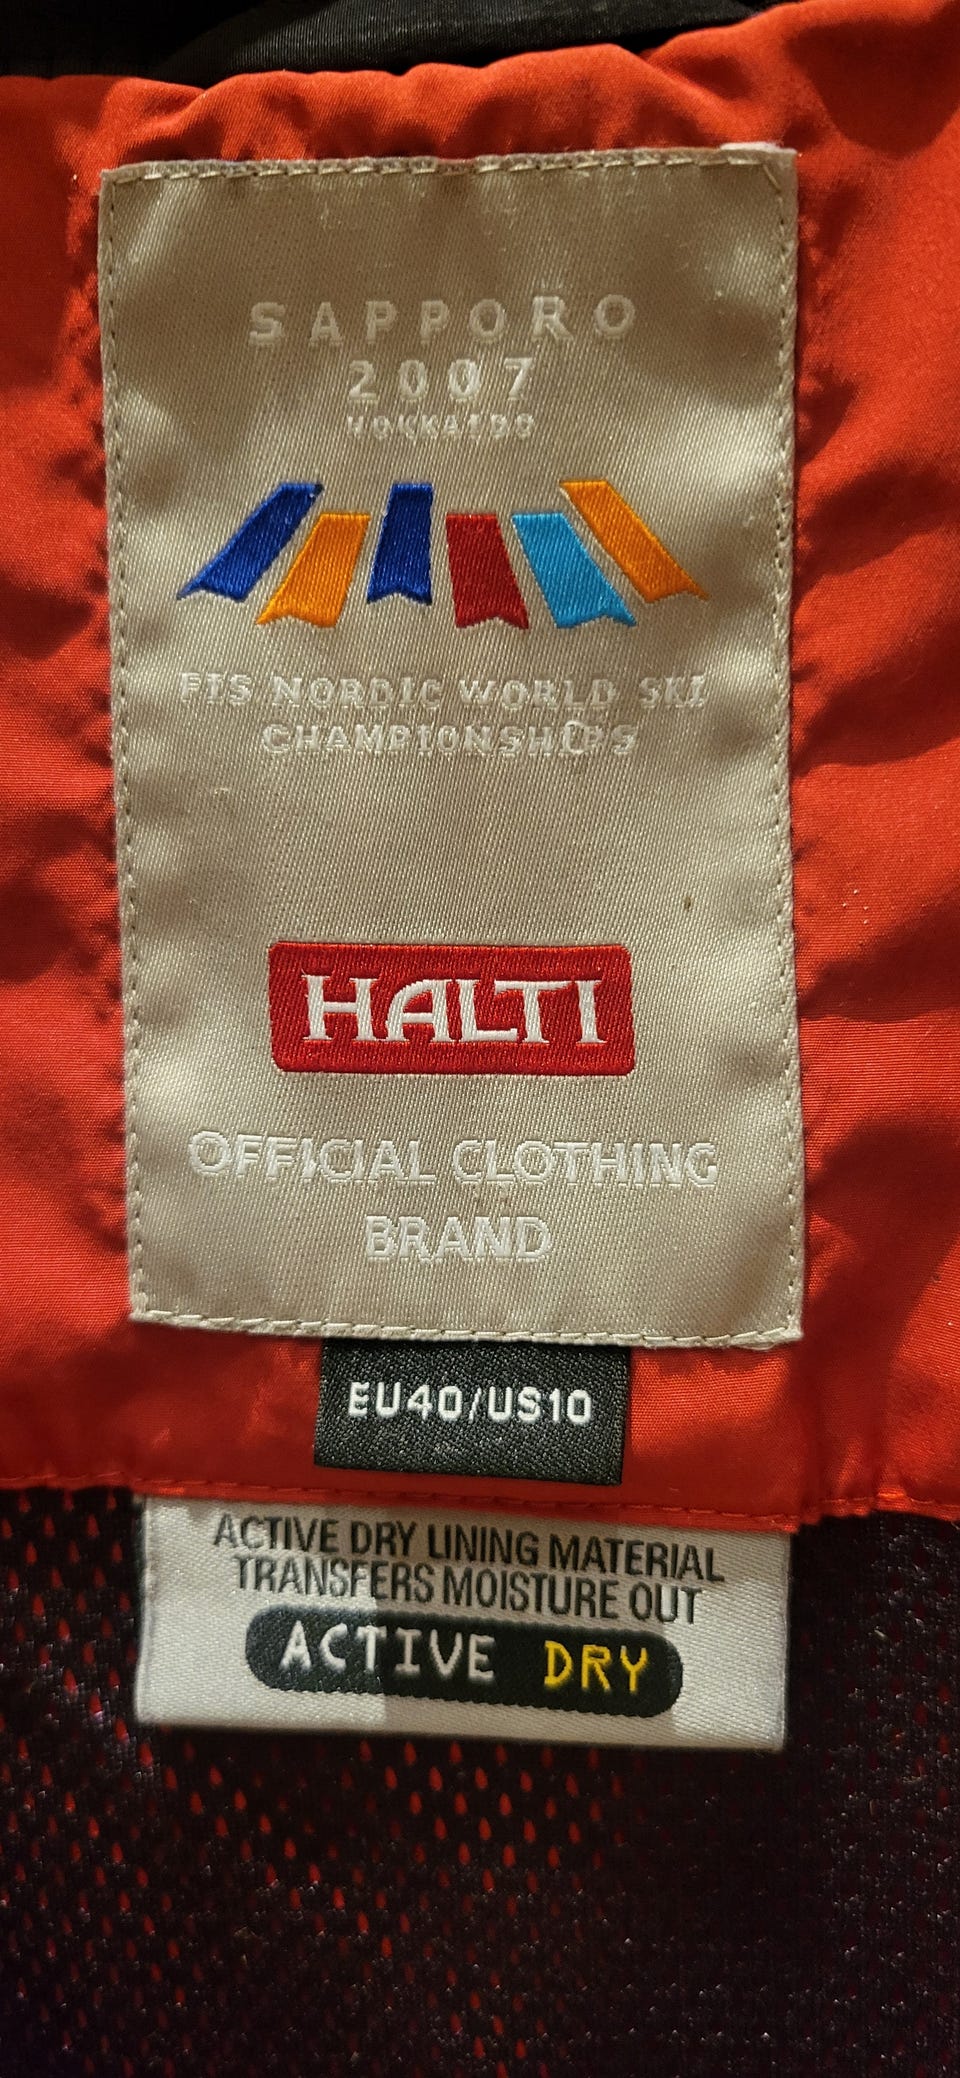 SAPPORO
2007
HOKKAIDO
FIS NORDIC WORLD SKI
CHAMPIONSHIPS
HALTI
OFFICIAL CLOTHING
BRAND
EU40/US10
ACTIVE DRY LINING MATERIAL
TRANSFERS MOISTURE OUT
ACTIVE DRY